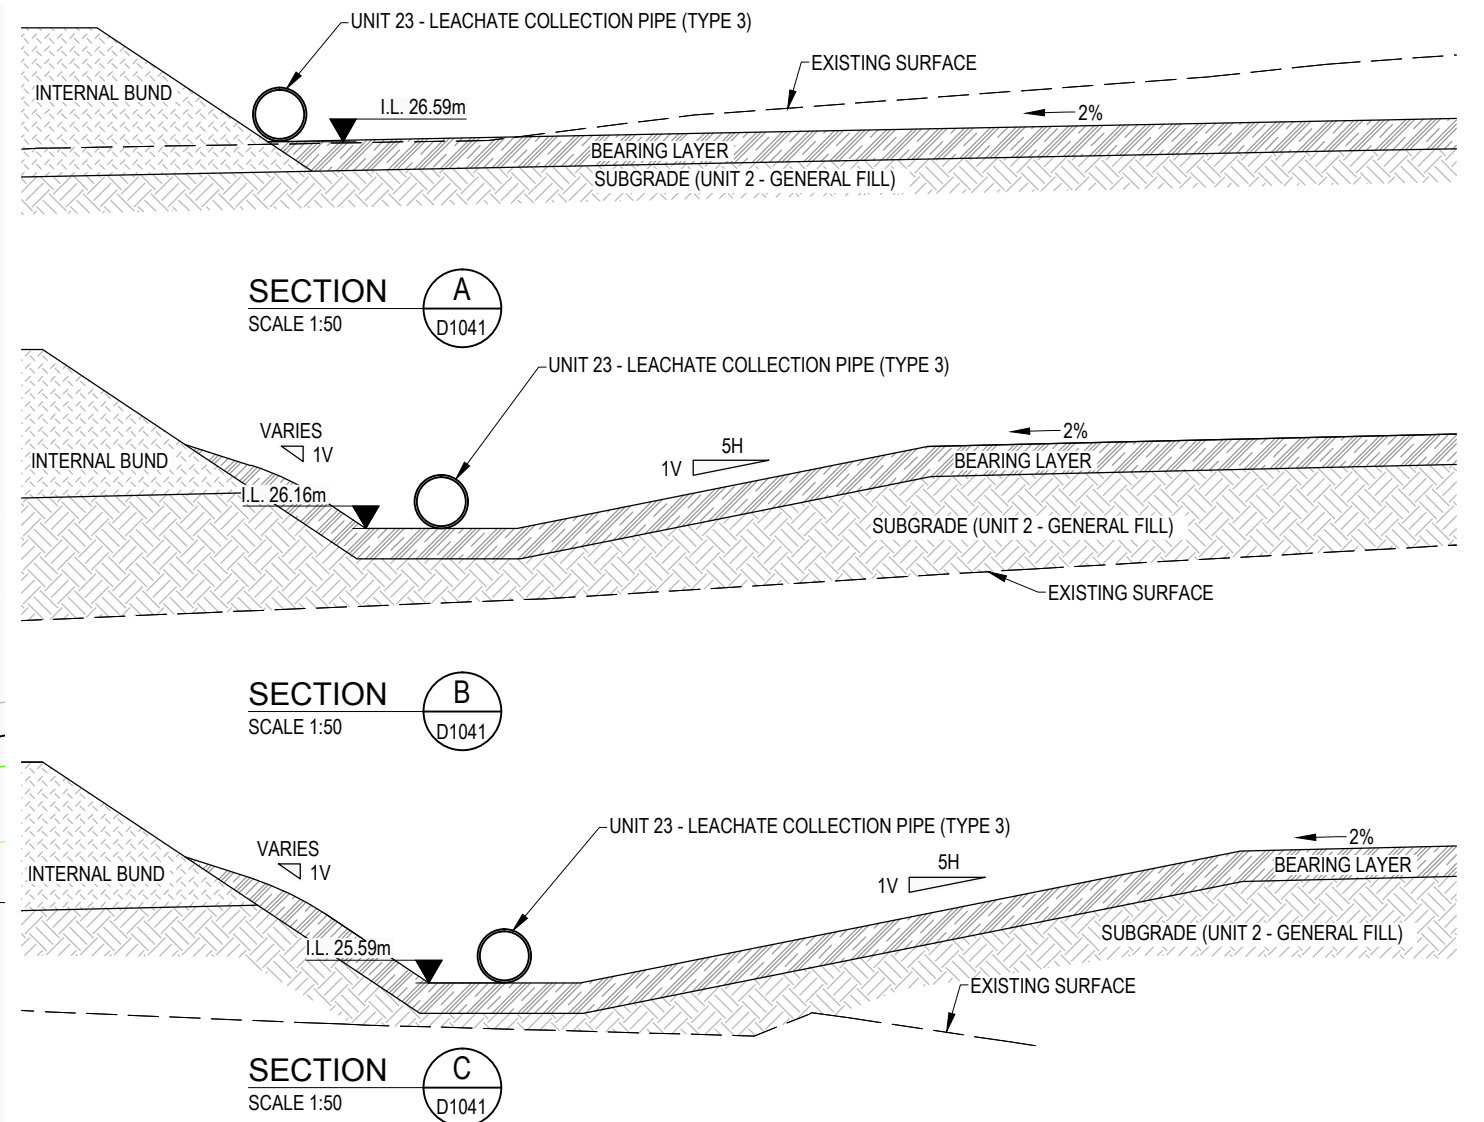 UNIT 23 - LEACHATE COLLECTION PIPE (TYPE 3)
EXISTING SURFACE
INTERNAL BUND
I.L. 26.59m
2%
BEARING LAYER
SUBGRADE (UNIT 2 - GENERAL FILL)
SECTION
SCALE 1:50
A
D1041
UNIT 23 - LEACHATE COLLECTION PIPE (TYPE 3)
VARIES
1V
5H
1V
2%
INTERNAL BUND
BEARING LAYER
I.L. 26.16m
SUBGRADE (UNIT 2 - GENERAL FILL)
EXISTING SURFACE
SECTION
SCALE 1:50
B
D1041
UNIT 23 - LEACHATE COLLECTION PIPE (TYPE 3)
VARIES
1V
5H
1V
2%
INTERNAL BUND
BEARING LAYER
I.L. 25.59m
SUBGRADE (UNIT 2 - GENERAL FILL)
EXISTING SURFACE
SECTION
SCALE 1:50
C
D1041